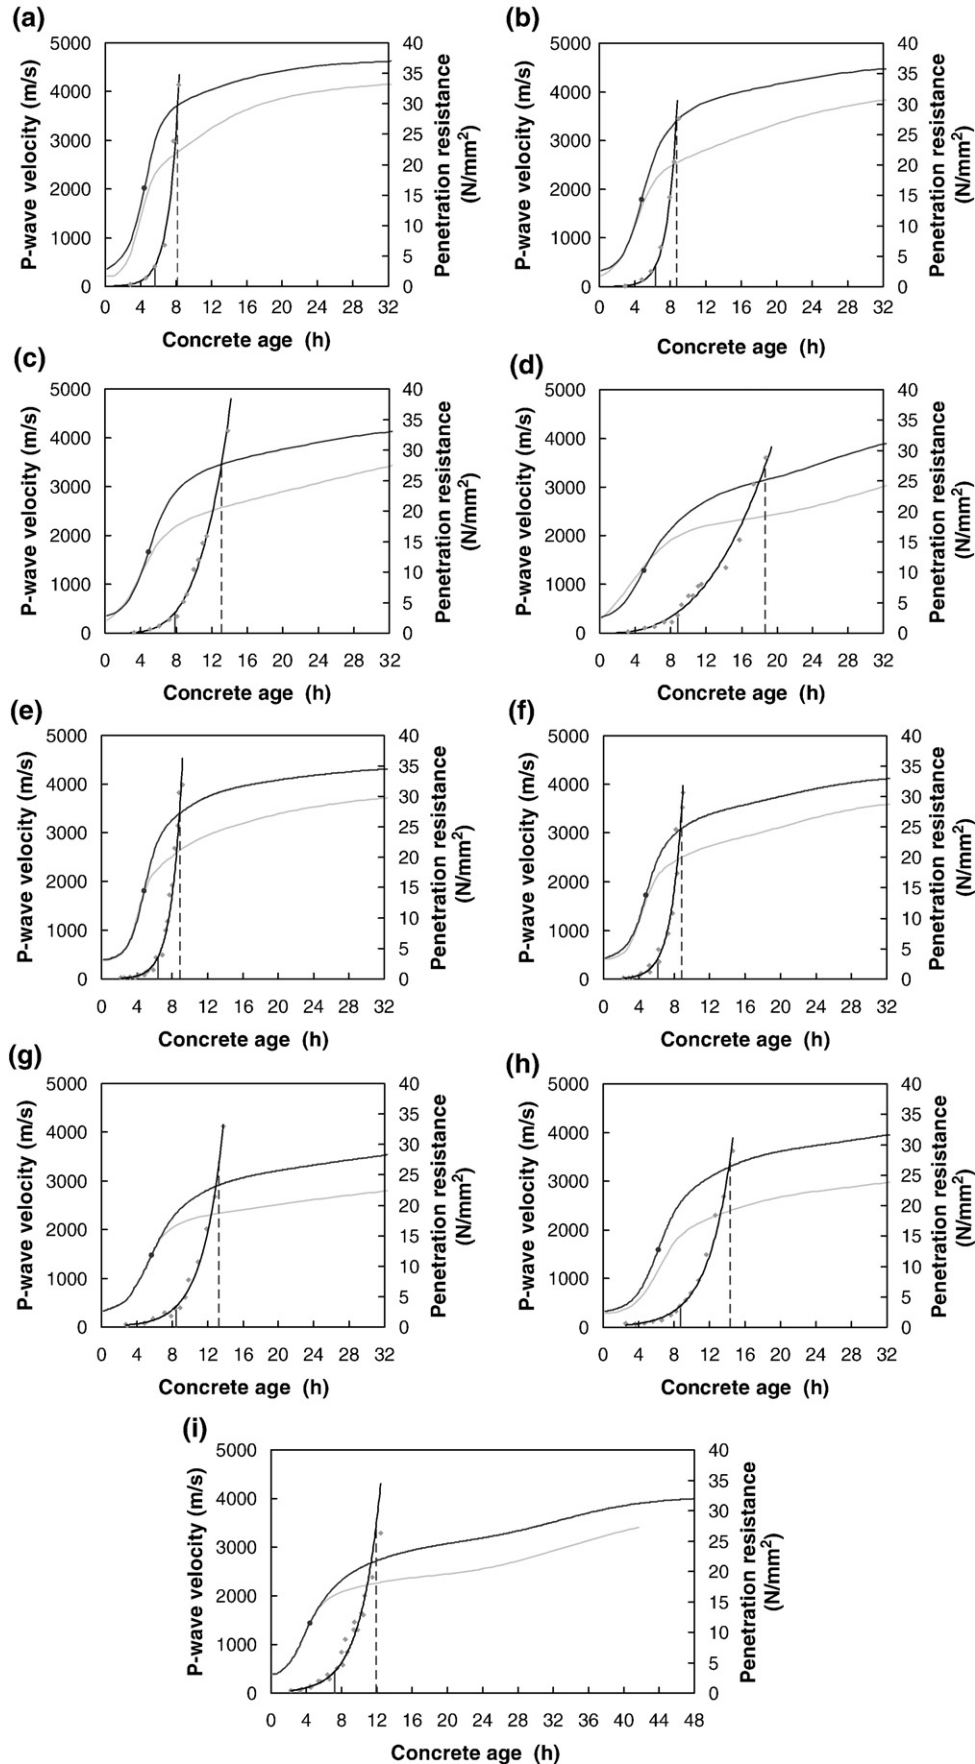 (a)
5000
4000
3000
2000
1000
0
P-wave velocity (m/s)
40
35
30
25
20
15
10
5
0
Penetration resistance
(N/mm²)
0 4 8 12 16 20 24 28 32
Concrete age (h)
(b)
5000
4000
3000
2000
1000
0
P-wave velocity (m/s)
40
35
30
25
20
15
10
5
0
Penetration resistance
(N/mm²)
0 4 8 12 16 20 24 28 32
Concrete age (h)
(c)
5000
4000
3000
2000
1000
0
P-wave velocity (m/s)
40
35
30
25
20
15
10
5
0
Penetration resistance
(N/mm²)
0 4 8 12 16 20 24 28 32
Concrete age (h)
(d)
5000
4000
3000
2000
1000
0
P-wave velocity (m/s)
40
35
30
25
20
15
10
5
0
Penetration resistance
(N/mm²)
0 4 8 12 16 20 24 28 32
Concrete age (h)
(e)
5000
4000
3000
2000
1000
0
P-wave velocity (m/s)
40
35
30
25
20
15
10
5
0
Penetration resistance
(N/mm²)
0 4 8 12 16 20 24 28 32
Concrete age (h)
(f)
5000
4000
3000
2000
1000
0
P-wave velocity (m/s)
40
35
30
25
20
15
10
5
0
Penetration resistance
(N/mm²)
0 4 8 12 16 20 24 28 32
Concrete age (h)
(g)
5000
4000
3000
2000
1000
0
P-wave velocity (m/s)
40
35
30
25
20
15
10
5
0
Penetration resistance
(N/mm²)
0 4 8 12 16 20 24 28 32
Concrete age (h)
(h)
5000
4000
3000
2000
1000
0
P-wave velocity (m/s)
40
35
30
25
20
15
10
5
0
Penetration resistance
(N/mm²)
0 4 8 12 16 20 24 28 32
Concrete age (h)
(i)
5000
4000
3000
2000
1000
0
P-wave velocity (m/s)
40
35
30
25
20
15
10
5
0
Penetration resistance
(N/mm²)
0 4 8 12 16 20 24 28 32 36 40 44 48
Concrete age (h)